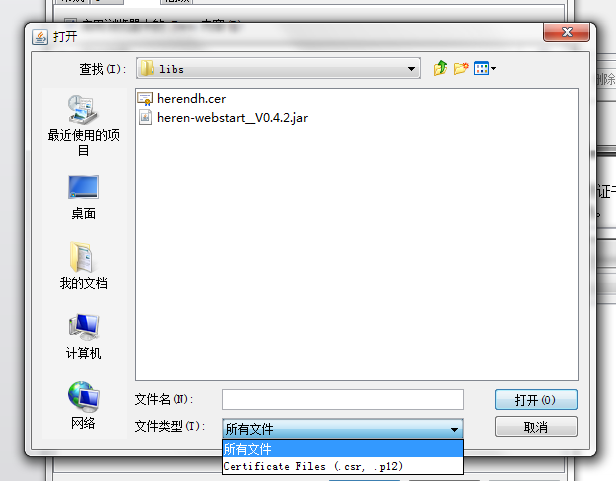 打开
查找(I):
libs
herendh.cer
heren-webstart__V0.4.2.jar
最近使用的项
目
桌面
我的文档
计算机
网络
文件名(N):
打开(O)
文件类型(T):
所有文件
取消
所有文件
Certificate Files (.csr, .p12)